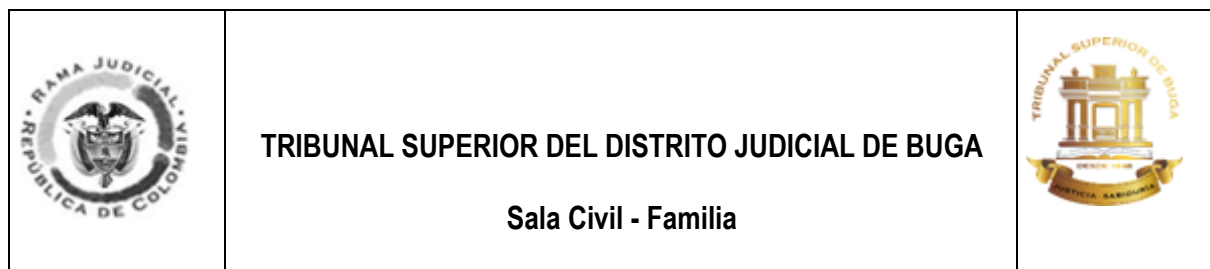 RAMA JUDICIAL
REPÚBLICA DE COLOMBIA
TRIBUNAL SUPERIOR DEL DISTRITO JUDICIAL DE BUGA
Sala Civil - Familia
TRIBUNAL SUPERIOR DE BUGA
JUSTICIA - SABIDURÍA